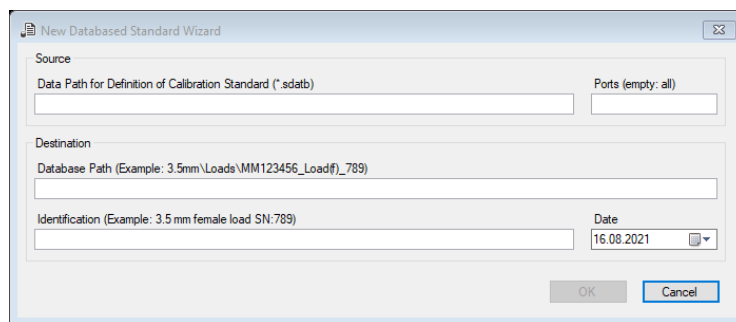 New Databased Standard Wizard
Source
Data Path for Definition of Calibration Standard (*.sdatb)
Ports (empty: all)
Destination
Database Path (Example: 3.5mm\Loads\MM123456_Load(f)_789)
Identification (Example: 3.5 mm female load SN:789)
Date
16.08.2021
OK
Cancel